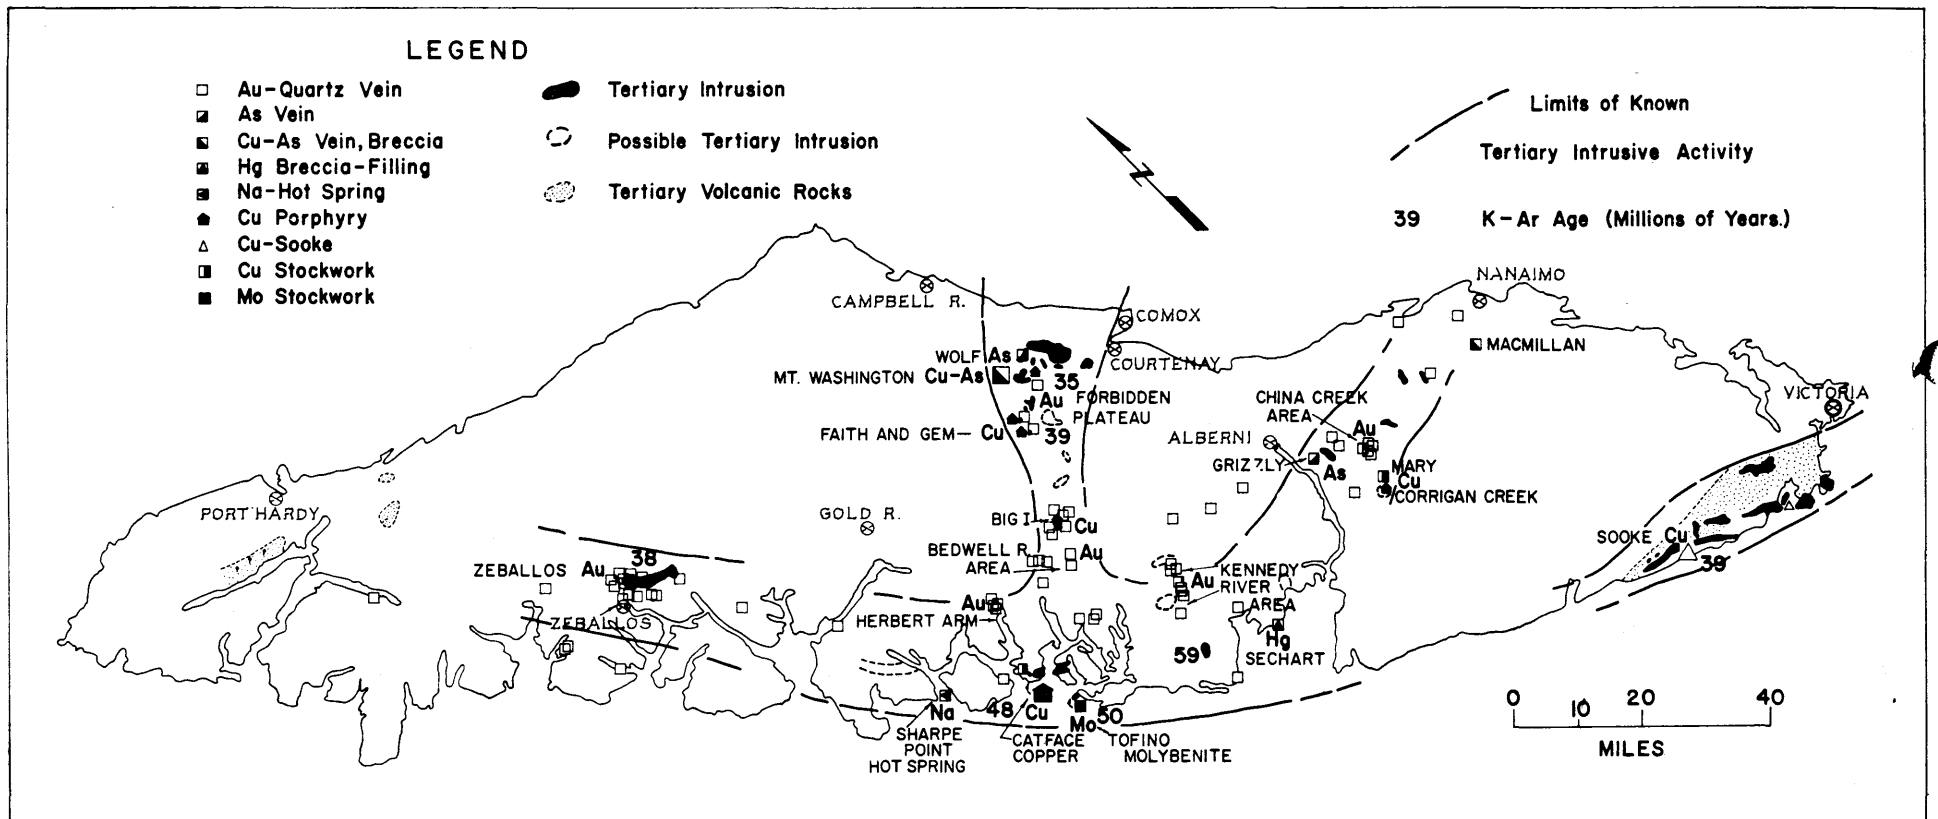 LEGEND
Au-Quartz Vein
As Vein
Cu-As Vein, Breccia
Hg Breccia-Filling
Na-Hot Spring
Cu Porphyry
Cu-Sooke
Cu Stockwork
Mo Stockwork
Tertiary Intrusion
Possible Tertiary Intrusion
Tertiary Volcanic Rocks
Limits of Known
Tertiary Intrusive Activity
39 K-Ar Age (Millions of Years.)
NANAIMO
CAMPBELL R.
COMOX
COURTENAY
MACMILLAN
WOLF As
MT. WASHINGTON Cu-As
35
Au FORBIDDEN
PLATEAU
FAITH AND GEM— Cu
39
CHINA CREEK
AREA
Au
VICTORIA
ALBERNI
GRIZZLY
As
MARY
Cu
CORRIGAN CREEK
PORT HARDY
GOLD R.
BIG I
Cu
BEDWELL R.
AREA
Au
SOOKE Cu
39
ZEBALLOS Au
38
ZEBALLOS
Au
HERBERT ARM
KENNEDY
RIVER
AREA
Au
Hg
SECHART
59
Na
SHARPE
POINT
HOT SPRING
48 Cu
CATFACE
COPPER
Mo 50
TOFINO
MOLYBENITE
0 10 20 40
MILES